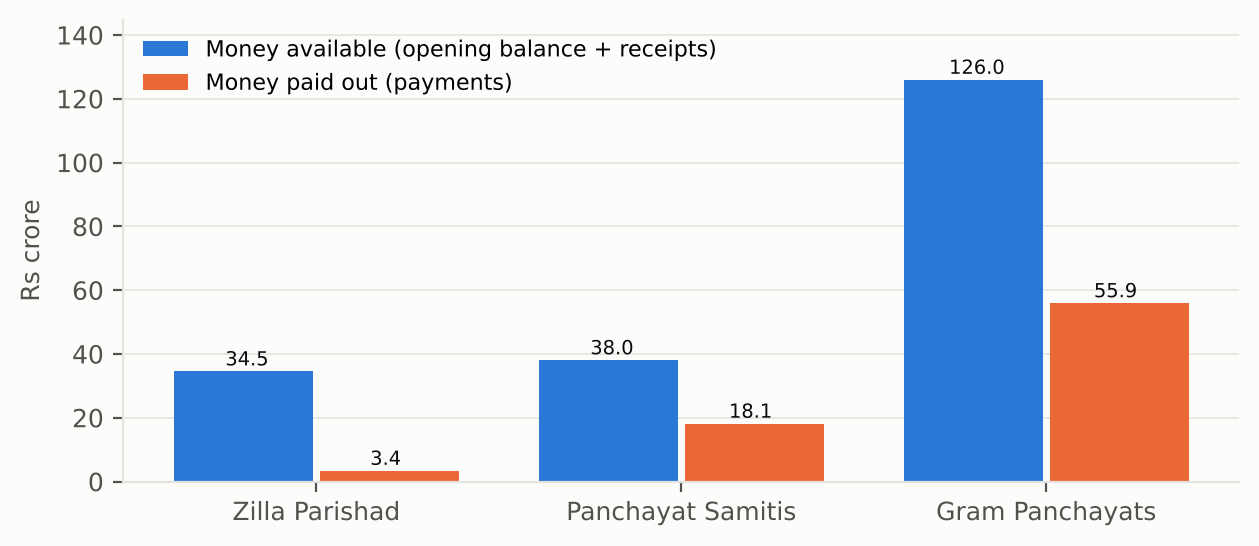 Money available (opening balance + receipts)
Money paid out (payments)
Rs crore
140
120
100
80
60
40
20
0
34.5
3.4
38.0
18.1
126.0
55.9
Zilla Parishad
Panchayat Samitis
Gram Panchayats